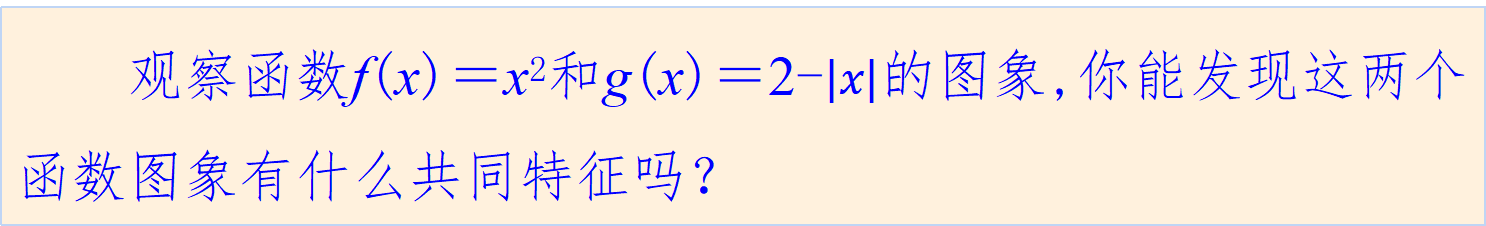 观察函数f(x)=x²和g(x)=2-|x|的图象,你能发现这两个
函数图象有什么共同特征吗?